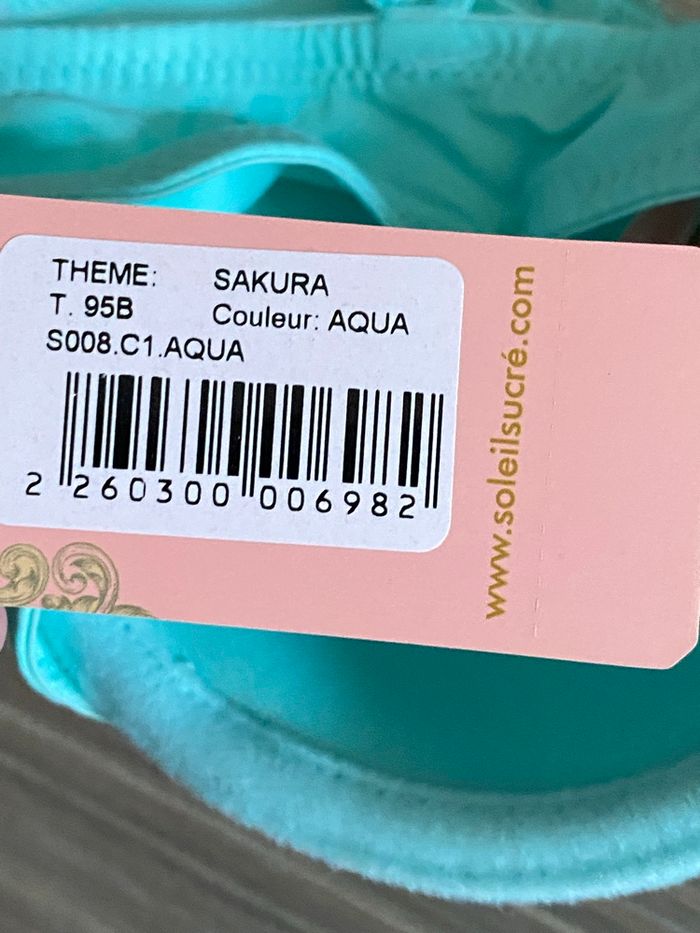 THEME: SAKURA
T. 95B Couleur: AQUA
S008.C1.AQUA
2 260300 006982
www.soleilsucré.com